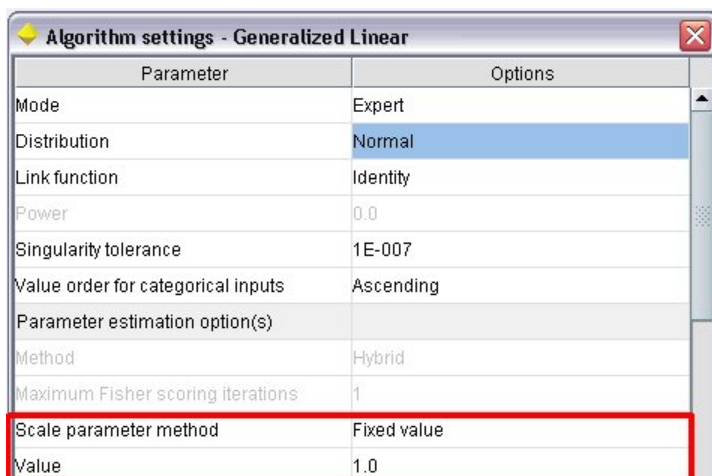 Algorithm settings - Generalized Linear
Parameter Options
Mode Expert
Distribution Normal
Link function Identity
Power 0.0
Singularity tolerance 1E-007
Value order for categorical inputs Ascending
Parameter estimation option(s)
Method Hybrid
Maximum Fisher scoring iterations 1
Scale parameter method Fixed value
Value 1.0